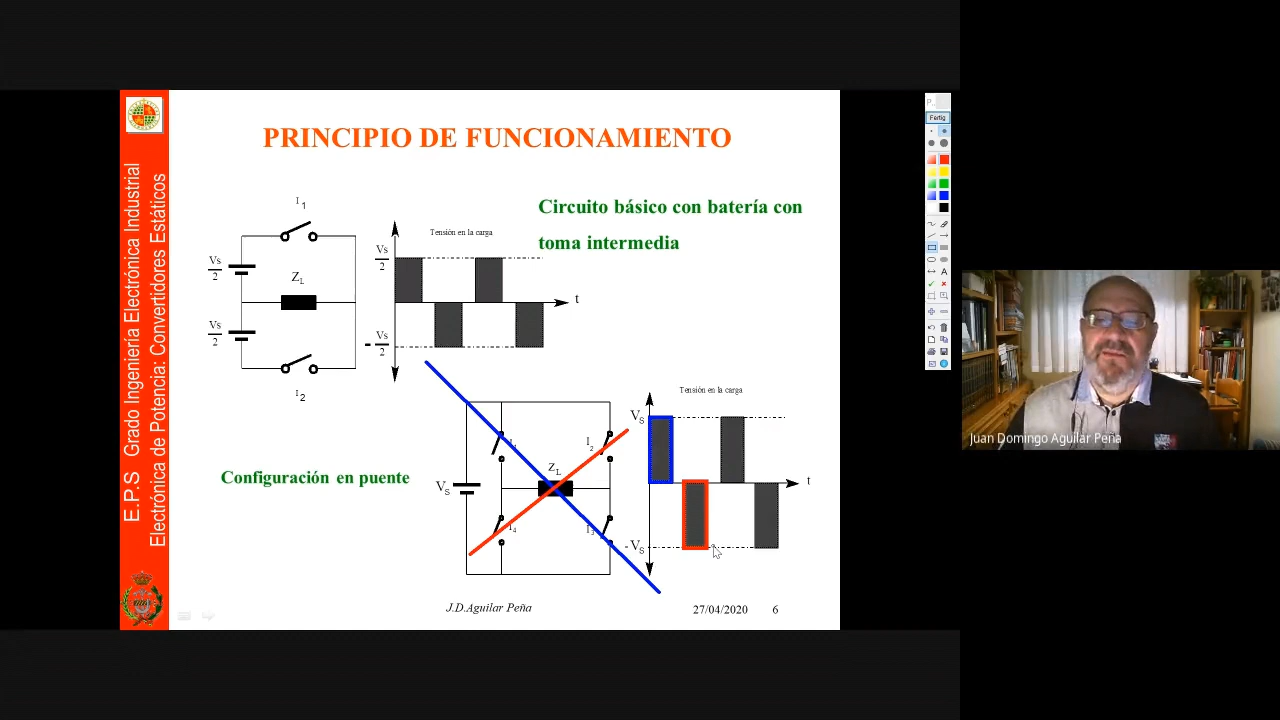 PRINCIPIO DE FUNCIONAMIENTO
E.P.S Grado Ingeniería Electrónica Industrial
Electrónica de Potencia: Convertidores Estáticos
I1
Vs
2
ZL
Vs
2
I2
Tensión en la carga
Vs
2
t
- Vs
2
Circuito básico con batería con
toma intermedia
Configuración en puente
VS
I1
I2
ZL
I4
I3
Tensión en la carga
VS
t
-VS
J.D.Aguilar Peña
27/04/2020
6
P..
Fertig
A
Juan Domingo Aguilar Peña